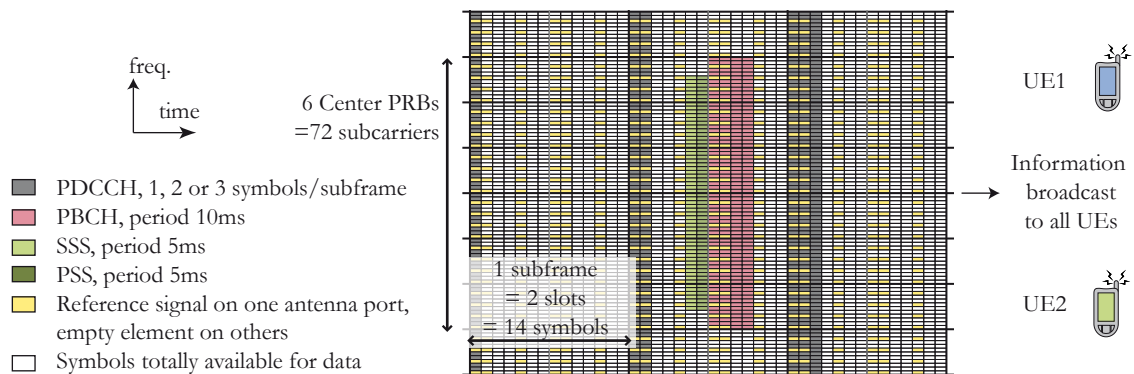 freq.
time
6 Center PRBs
=72 subcarriers
PDCCH, 1, 2 or 3 symbols/subframe
PBCH, period 10ms
SSS, period 5ms
PSS, period 5ms
Reference signal on one antenna port,
empty element on others
Symbols totally available for data
1 subframe
= 2 slots
= 14 symbols
UE1
Information
broadcast
to all UEs
UE2